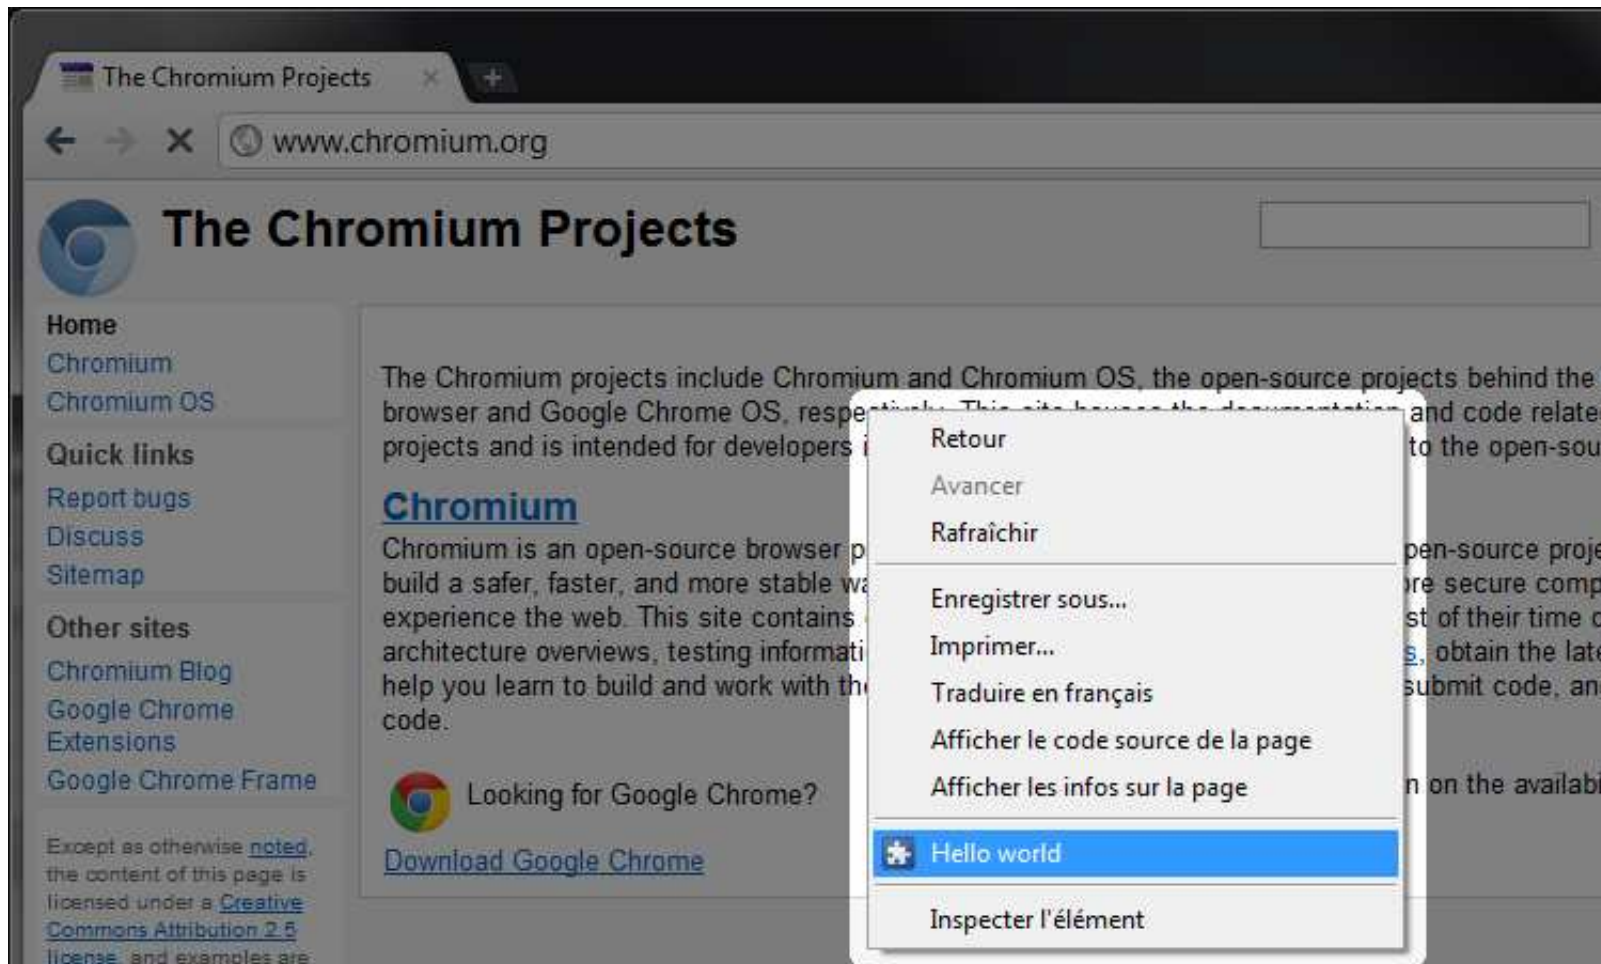 The Chromium Projects
www.chromium.org
The Chromium Projects
Home
Chromium
Chromium OS
Quick links
Report bugs
Discuss
Sitemap
Other sites
Chromium Blog
Google Chrome
Extensions
Google Chrome Frame
Except as otherwise noted,
the content of this page is
licensed under a Creative
Commons Attribution 2.5
license, and examples are
The Chromium projects include Chromium and Chromium OS, the open-source projects behind the
browser and Google Chrome OS, respectively. This site houses the documentation and code relate
projects and is intended for developers to the open-sou
Chromium
Chromium is an open-source browser p pen-source proje
build a safer, faster, and more stable wa re secure comp
experience the web. This site contains st of their time o
architecture overviews, testing informati s, obtain the late
help you learn to build and work with the submit code, an
code.
Looking for Google Chrome? n on the availabi
Download Google Chrome
Retour
Avancer
Rafraîchir
Enregistrer sous...
Imprimer...
Traduire en français
Afficher le code source de la page
Afficher les infos sur la page
Hello world
Inspecter l'élément